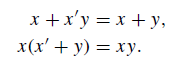 x + x′y = x + y,
x(x′ + y) = xy.